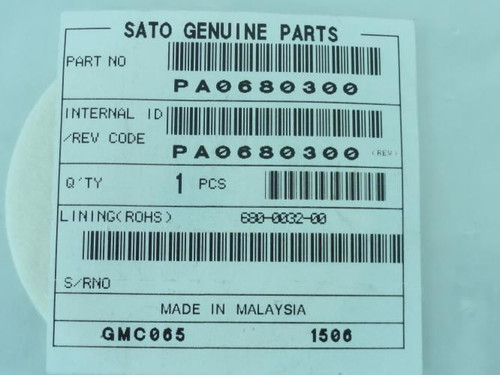 SATO GENUINE PARTS
PART NO
PA0680300
INTERNAL ID
/REV CODE
PA0680300 (REV)
Q'TY 1 PCS
LINING(ROHS) 680-0032-00
S/RNO
MADE IN MALAYSIA
GMC065 1506